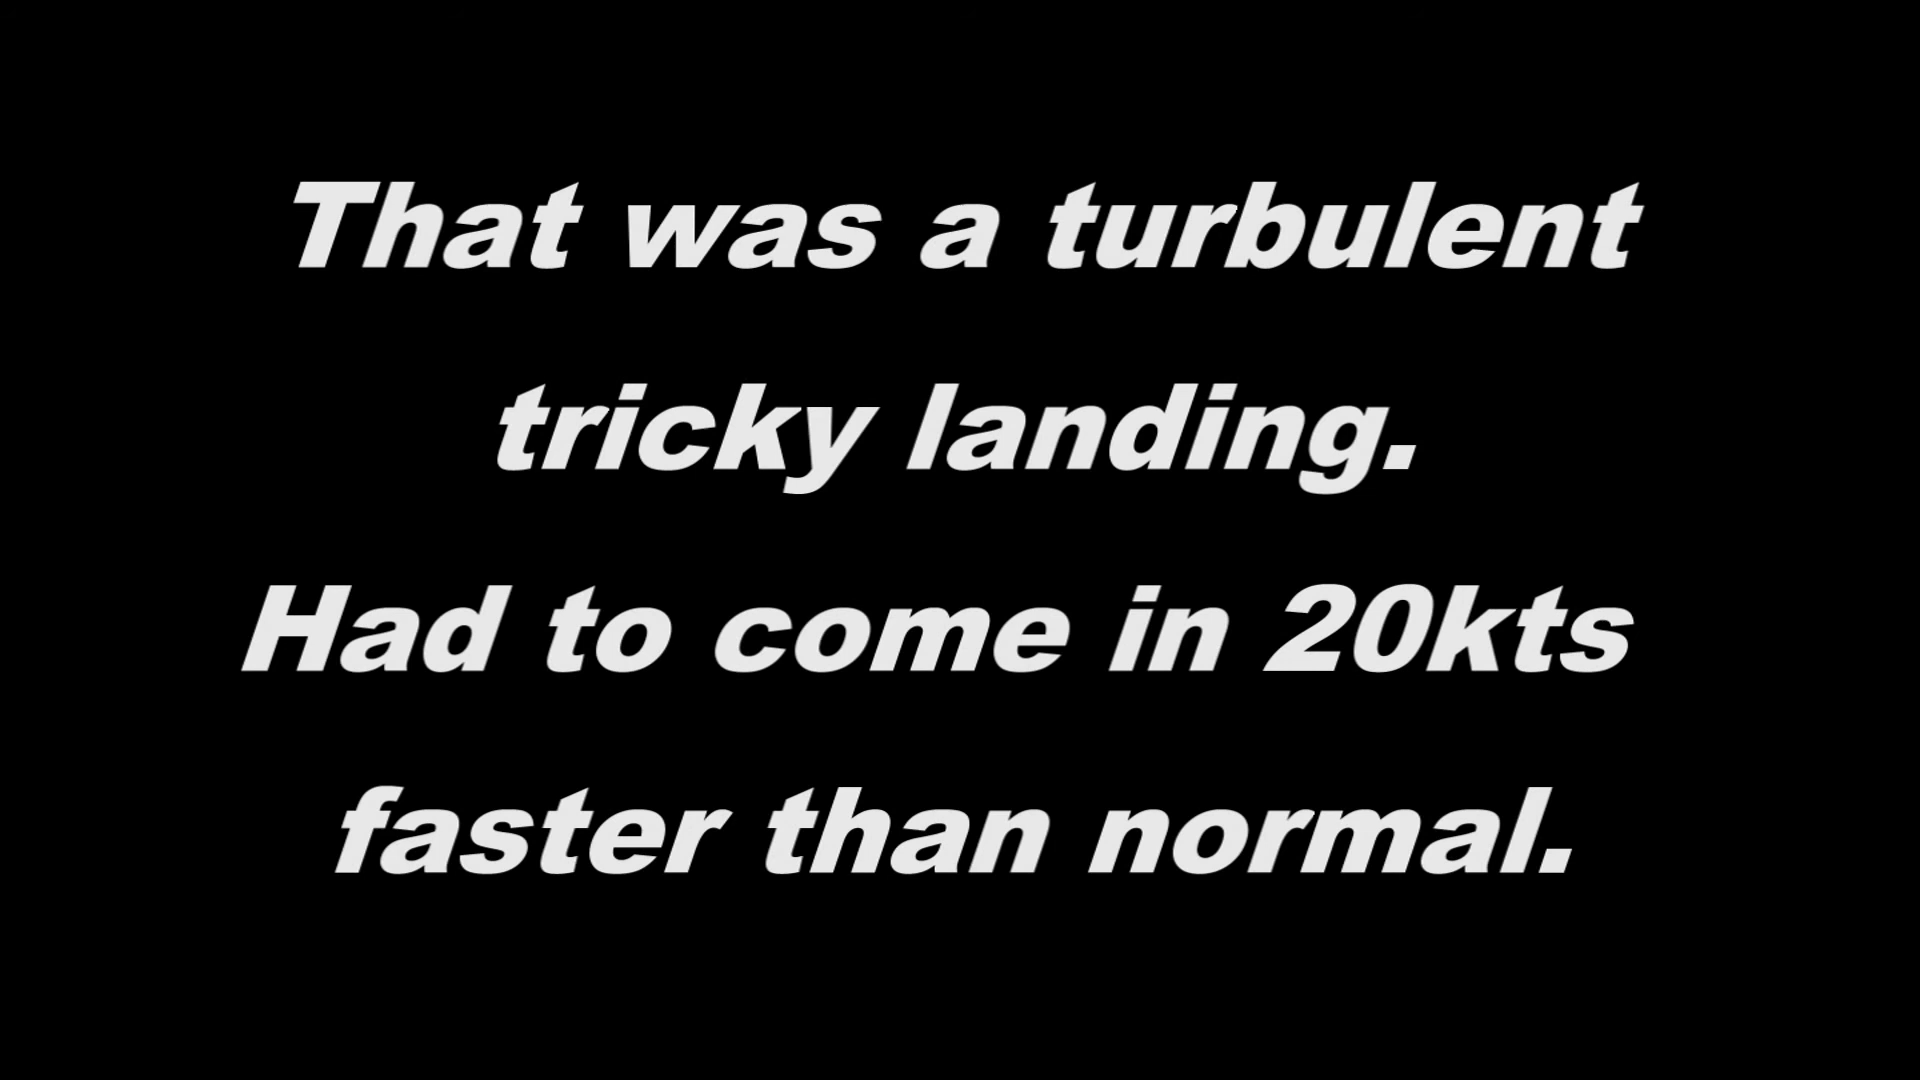 That was a turbulent
tricky landing.
Had to come in 20kts
faster than normal.